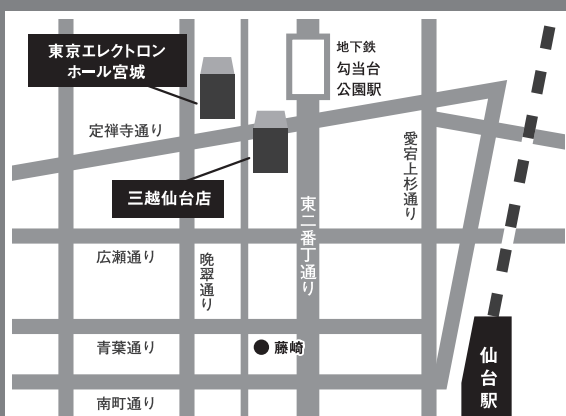 東京エレクトロン
ホール宮城
地下鉄
勾当台
公園駅
定禅寺通り
愛宕上杉通り
三越仙台店
東二番丁通り
広瀬通り
晩翠通り
青葉通り
藤崎
仙台駅
南町通り